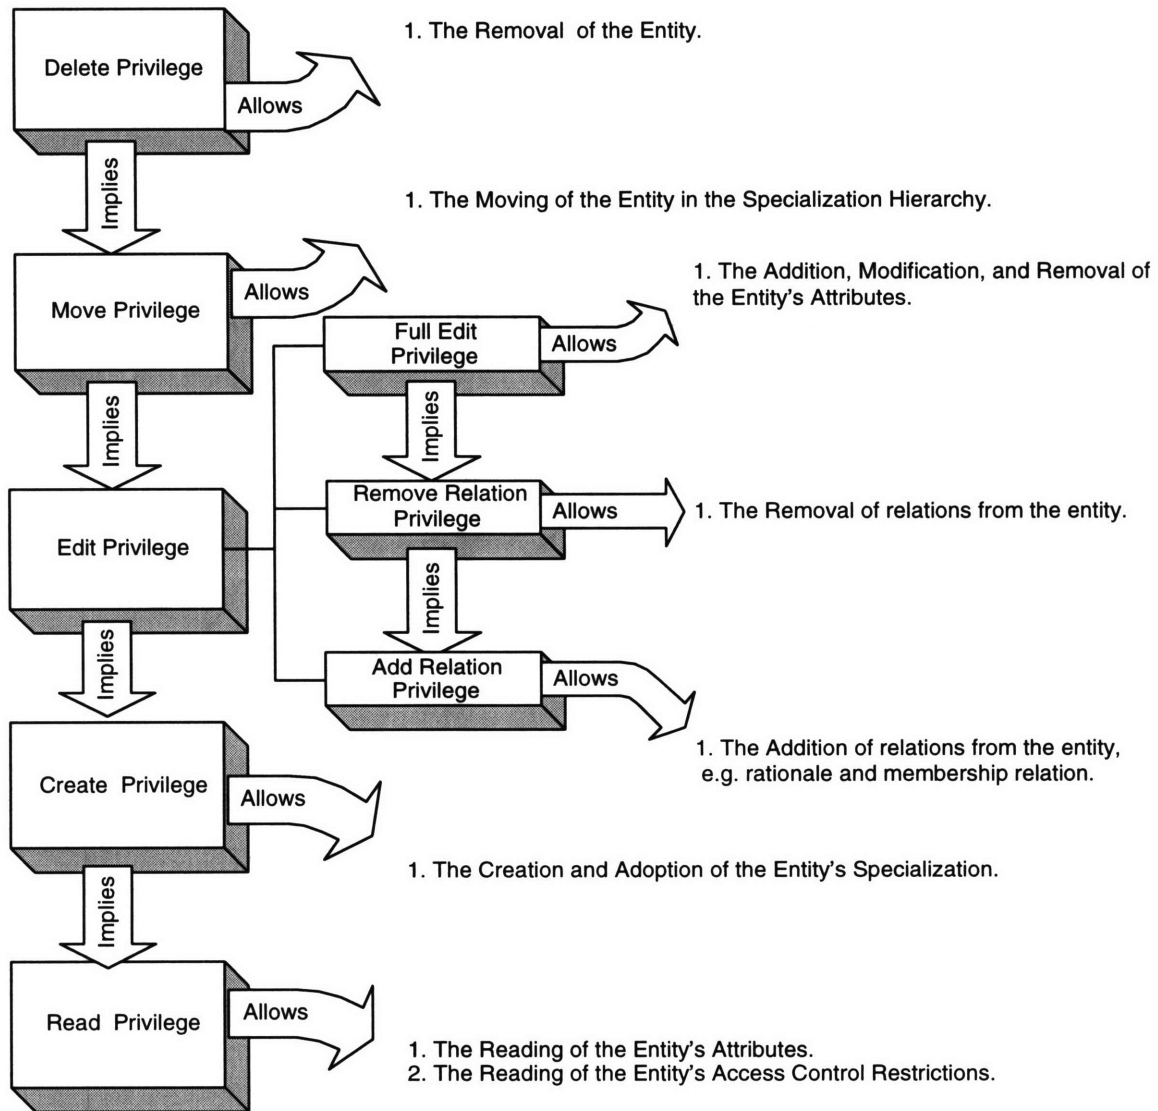 1. The Removal of the Entity.
Delete Privilege
Allows
Implies
1. The Moving of the Entity in the Specialization Hierarchy.
Move Privilege
Allows
1. The Addition, Modification, and Removal of
the Entity's Attributes.
Full Edit
Privilege
Allows
Implies
Implies
Remove Relation
Privilege
Allows
1. The Removal of relations from the entity.
Edit Privilege
Implies
Implies
Add Relation
Privilege
Allows
1. The Addition of relations from the entity,
e.g. rationale and membership relation.
Create Privilege
Allows
1. The Creation and Adoption of the Entity's Specialization.
Implies
Read Privilege
Allows
1. The Reading of the Entity's Attributes.
2. The Reading of the Entity's Access Control Restrictions.